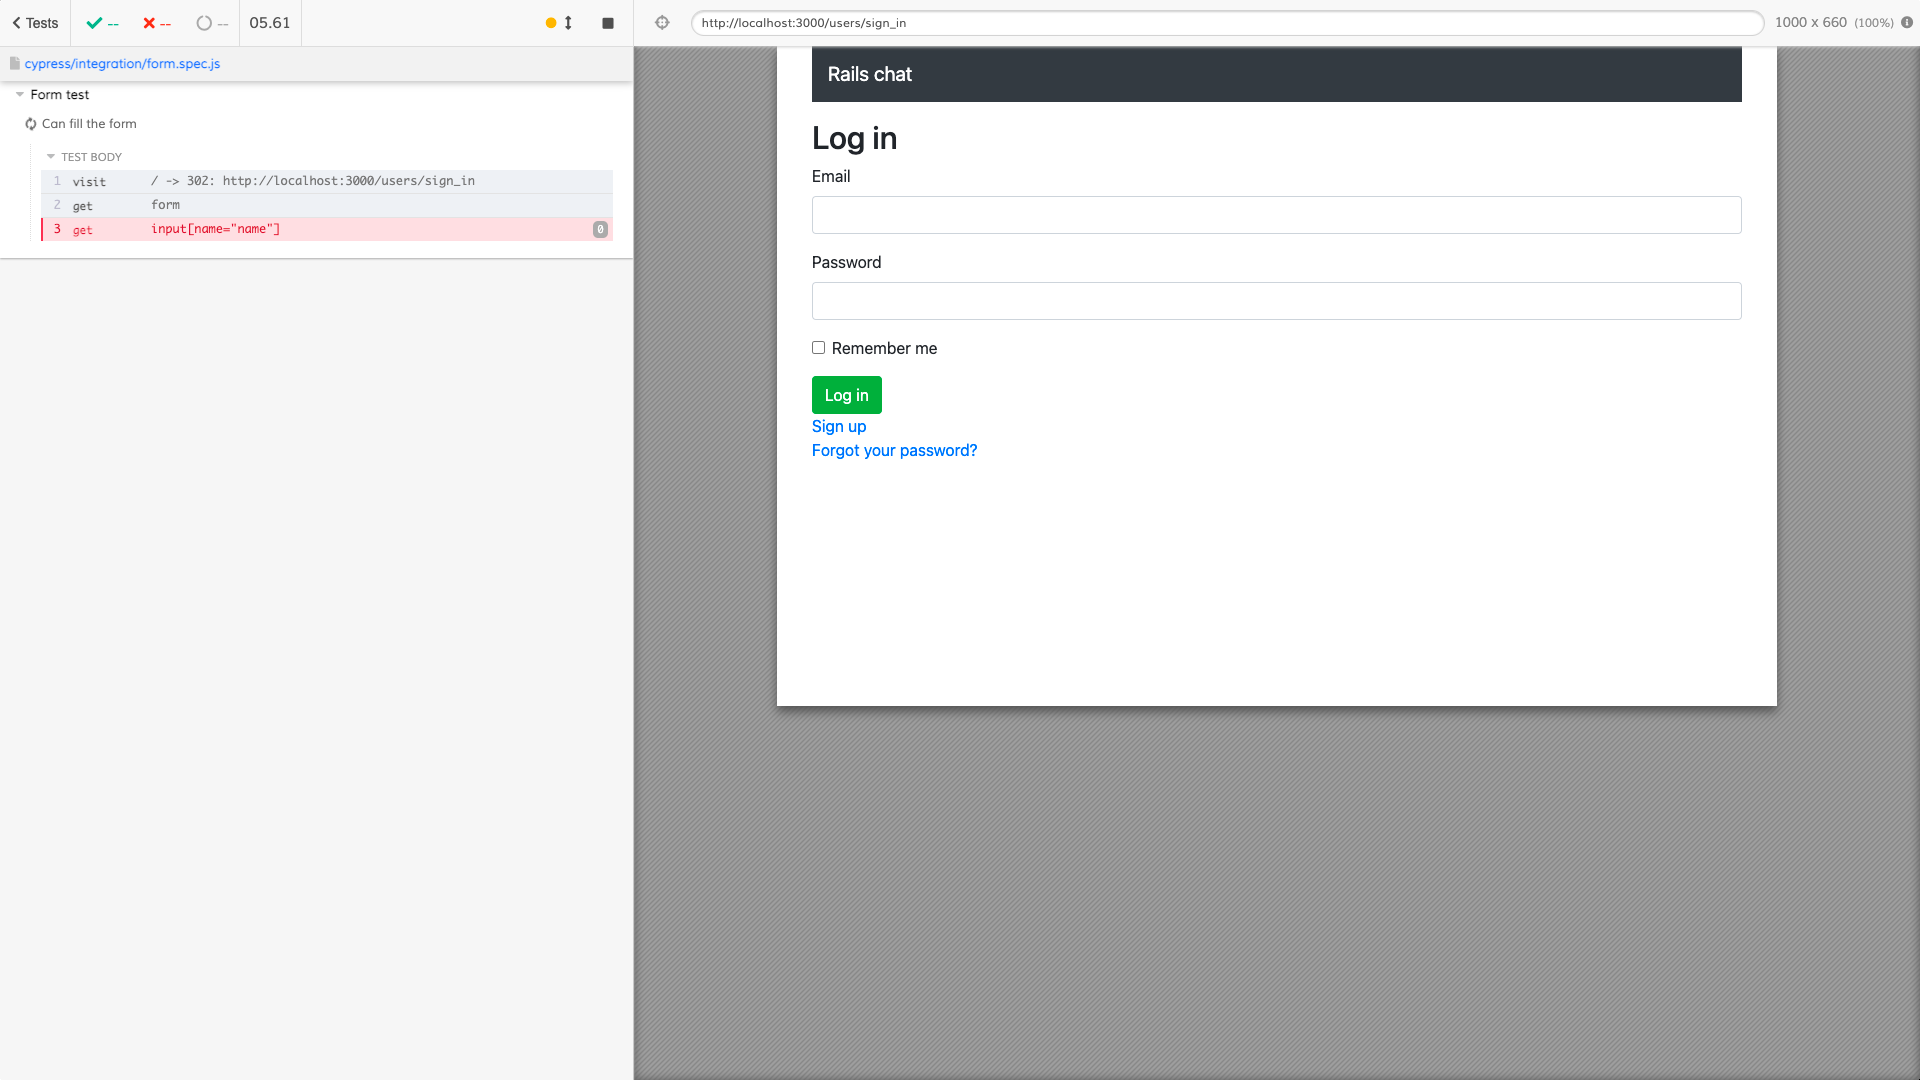 Tests -- -- -- 05.61
http://localhost:3000/users/sign_in 1000 x 660 (100%)
cypress/integration/form.spec.js
Form test
Can fill the form
TEST BODY
1 visit / -> 302: http://localhost:3000/users/sign_in
2 get form
3 get input[name="name"] 0
Rails chat
Log in
Email
Password
Remember me
Log in
Sign up
Forgot your password?